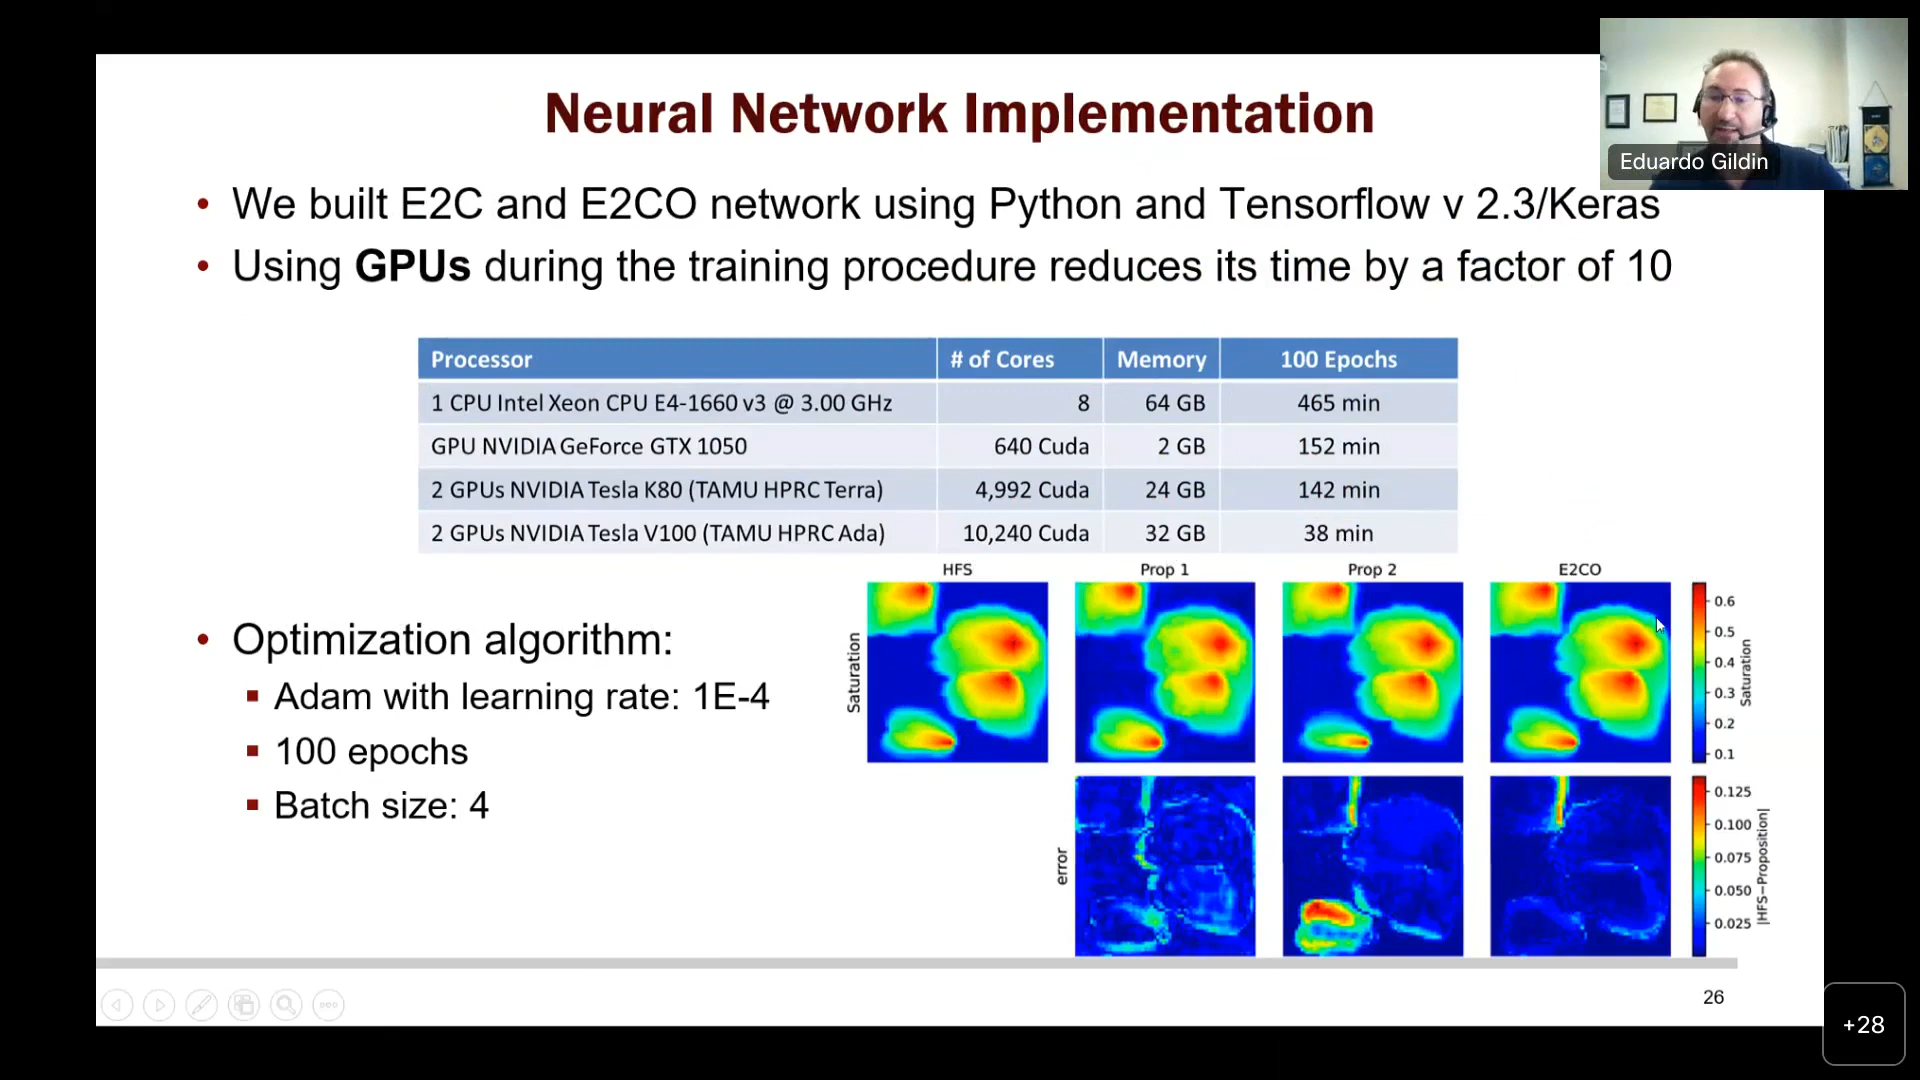 Neural Network Implementation
Eduardo Gildin
• We built E2C and E2CO network using Python and Tensorflow v 2.3/Keras
• Using GPUs during the training procedure reduces its time by a factor of 10
Processor # of Cores Memory 100 Epochs
1 CPU Intel Xeon CPU E4-1660 v3 @ 3.00 GHz 8 64 GB 465 min
GPU NVIDIA GeForce GTX 1050 640 Cuda 2 GB 152 min
2 GPUs NVIDIA Tesla K80 (TAMU HPRC Terra) 4,992 Cuda 24 GB 142 min
2 GPUs NVIDIA Tesla V100 (TAMU HPRC Ada) 10,240 Cuda 32 GB 38 min
• Optimization algorithm:
▪ Adam with learning rate: 1E-4
▪ 100 epochs
▪ Batch size: 4
HFS Prop 1 Prop 2 E2CO
Saturation
0.6
0.5
0.4
0.3
0.2
0.1
Saturation
error
0.125
0.100
0.075
0.050
0.025
|HFS−Proposition|
26
+28